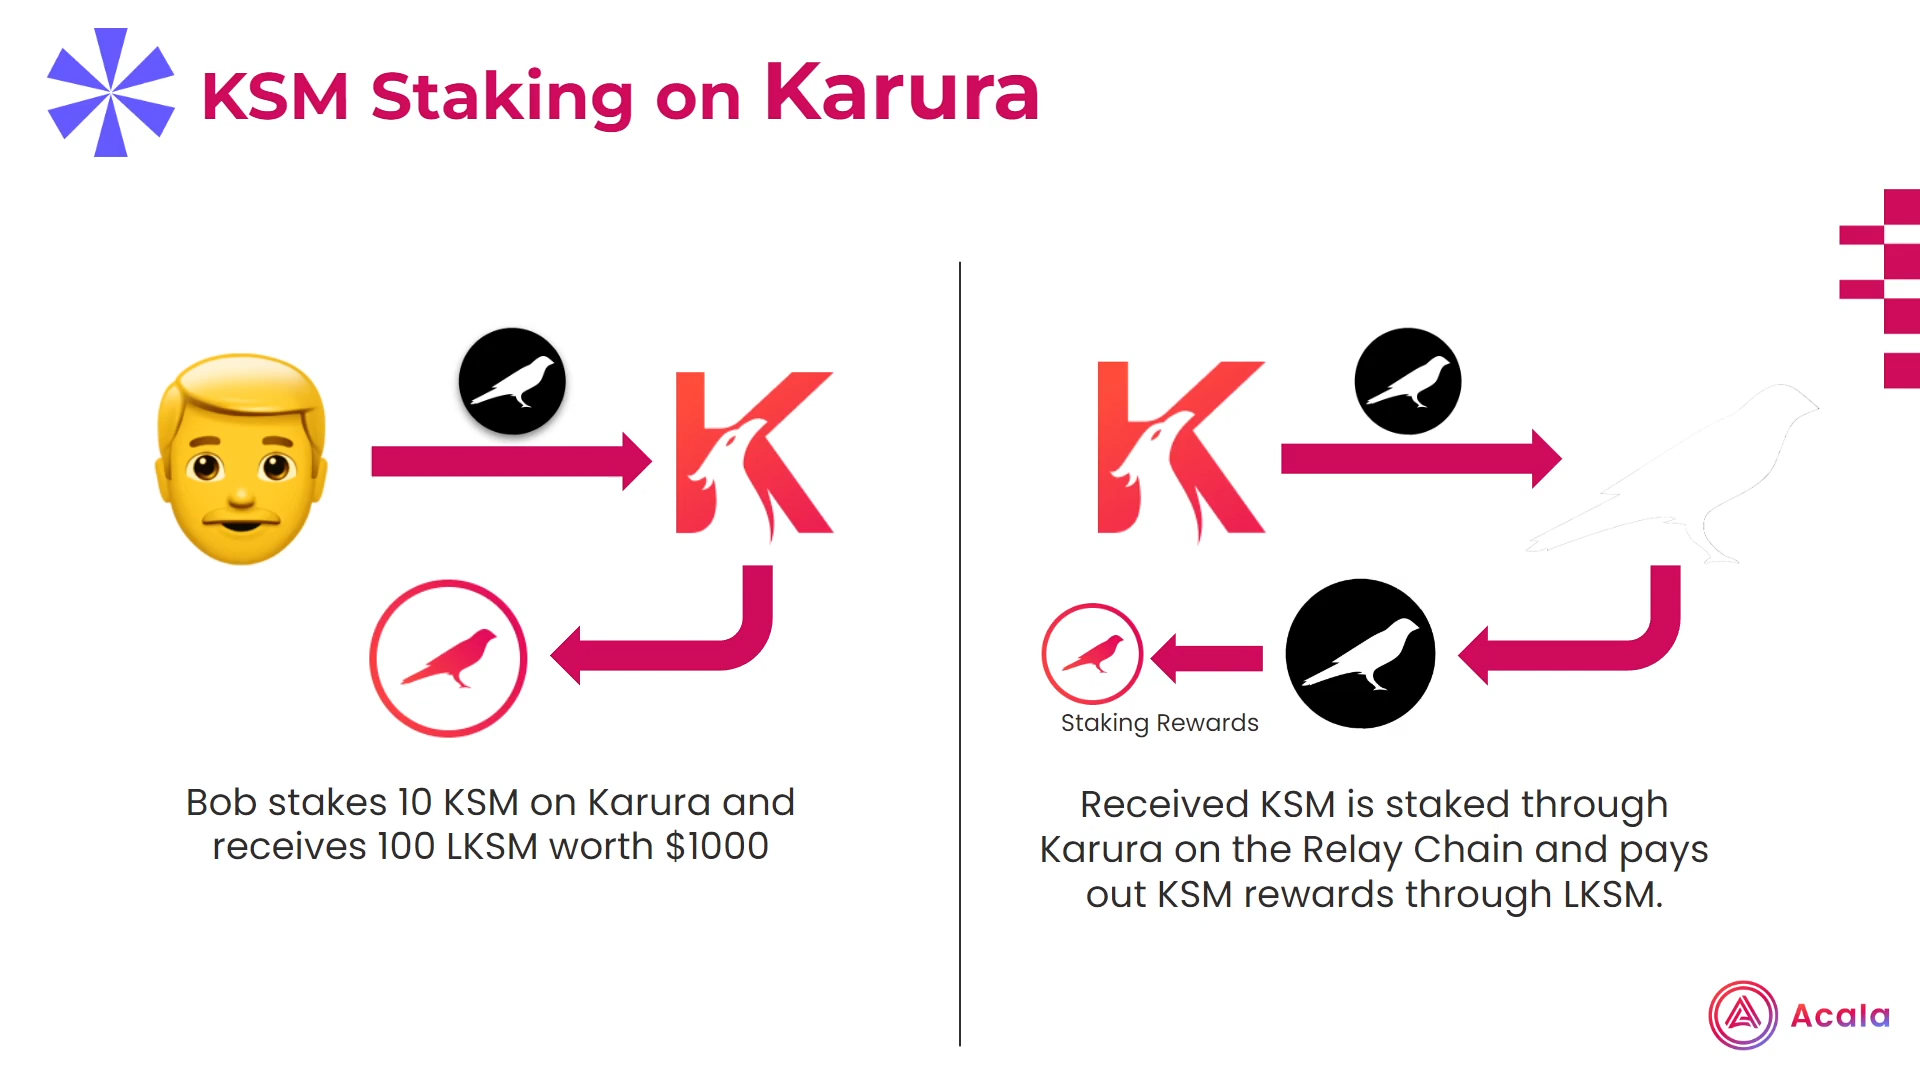 KSM Staking on Karura
Bob stakes 10 KSM on Karura and
receives 100 LKSM worth $1000
Staking Rewards
Received KSM is staked through
Karura on the Relay Chain and pays
out KSM rewards through LKSM.
Acala